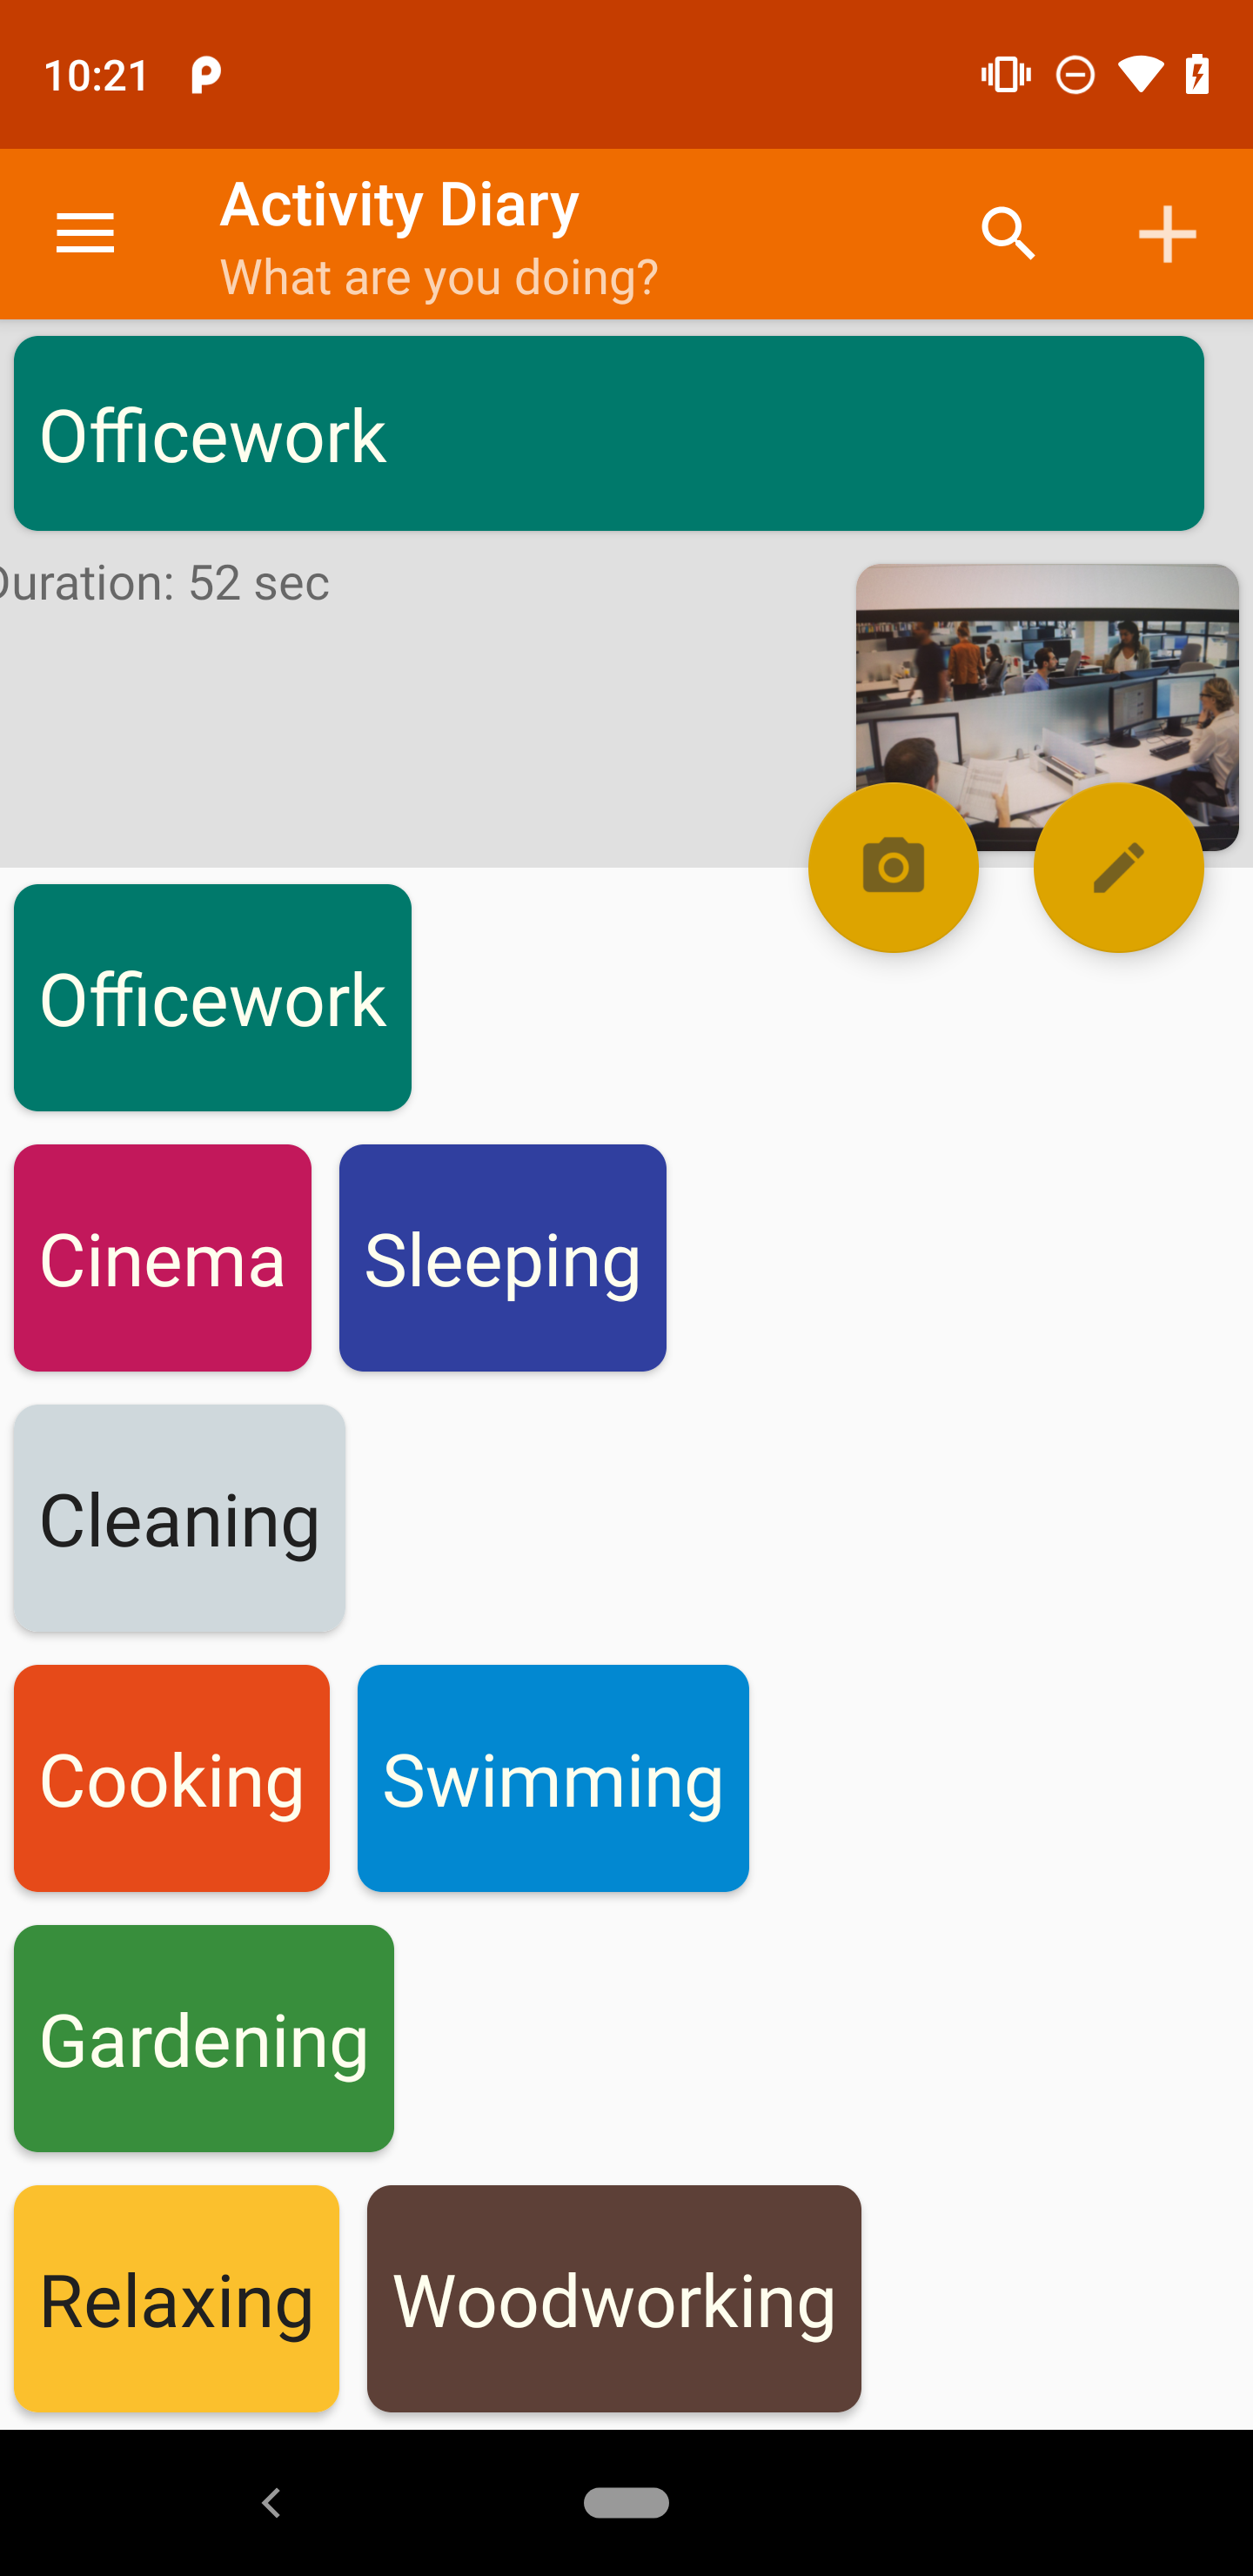 10:21
Activity Diary
What are you doing?
Officework
Duration: 52 sec
Officework
Cinema Sleeping
Cleaning
Cooking Swimming
Gardening
Relaxing Woodworking